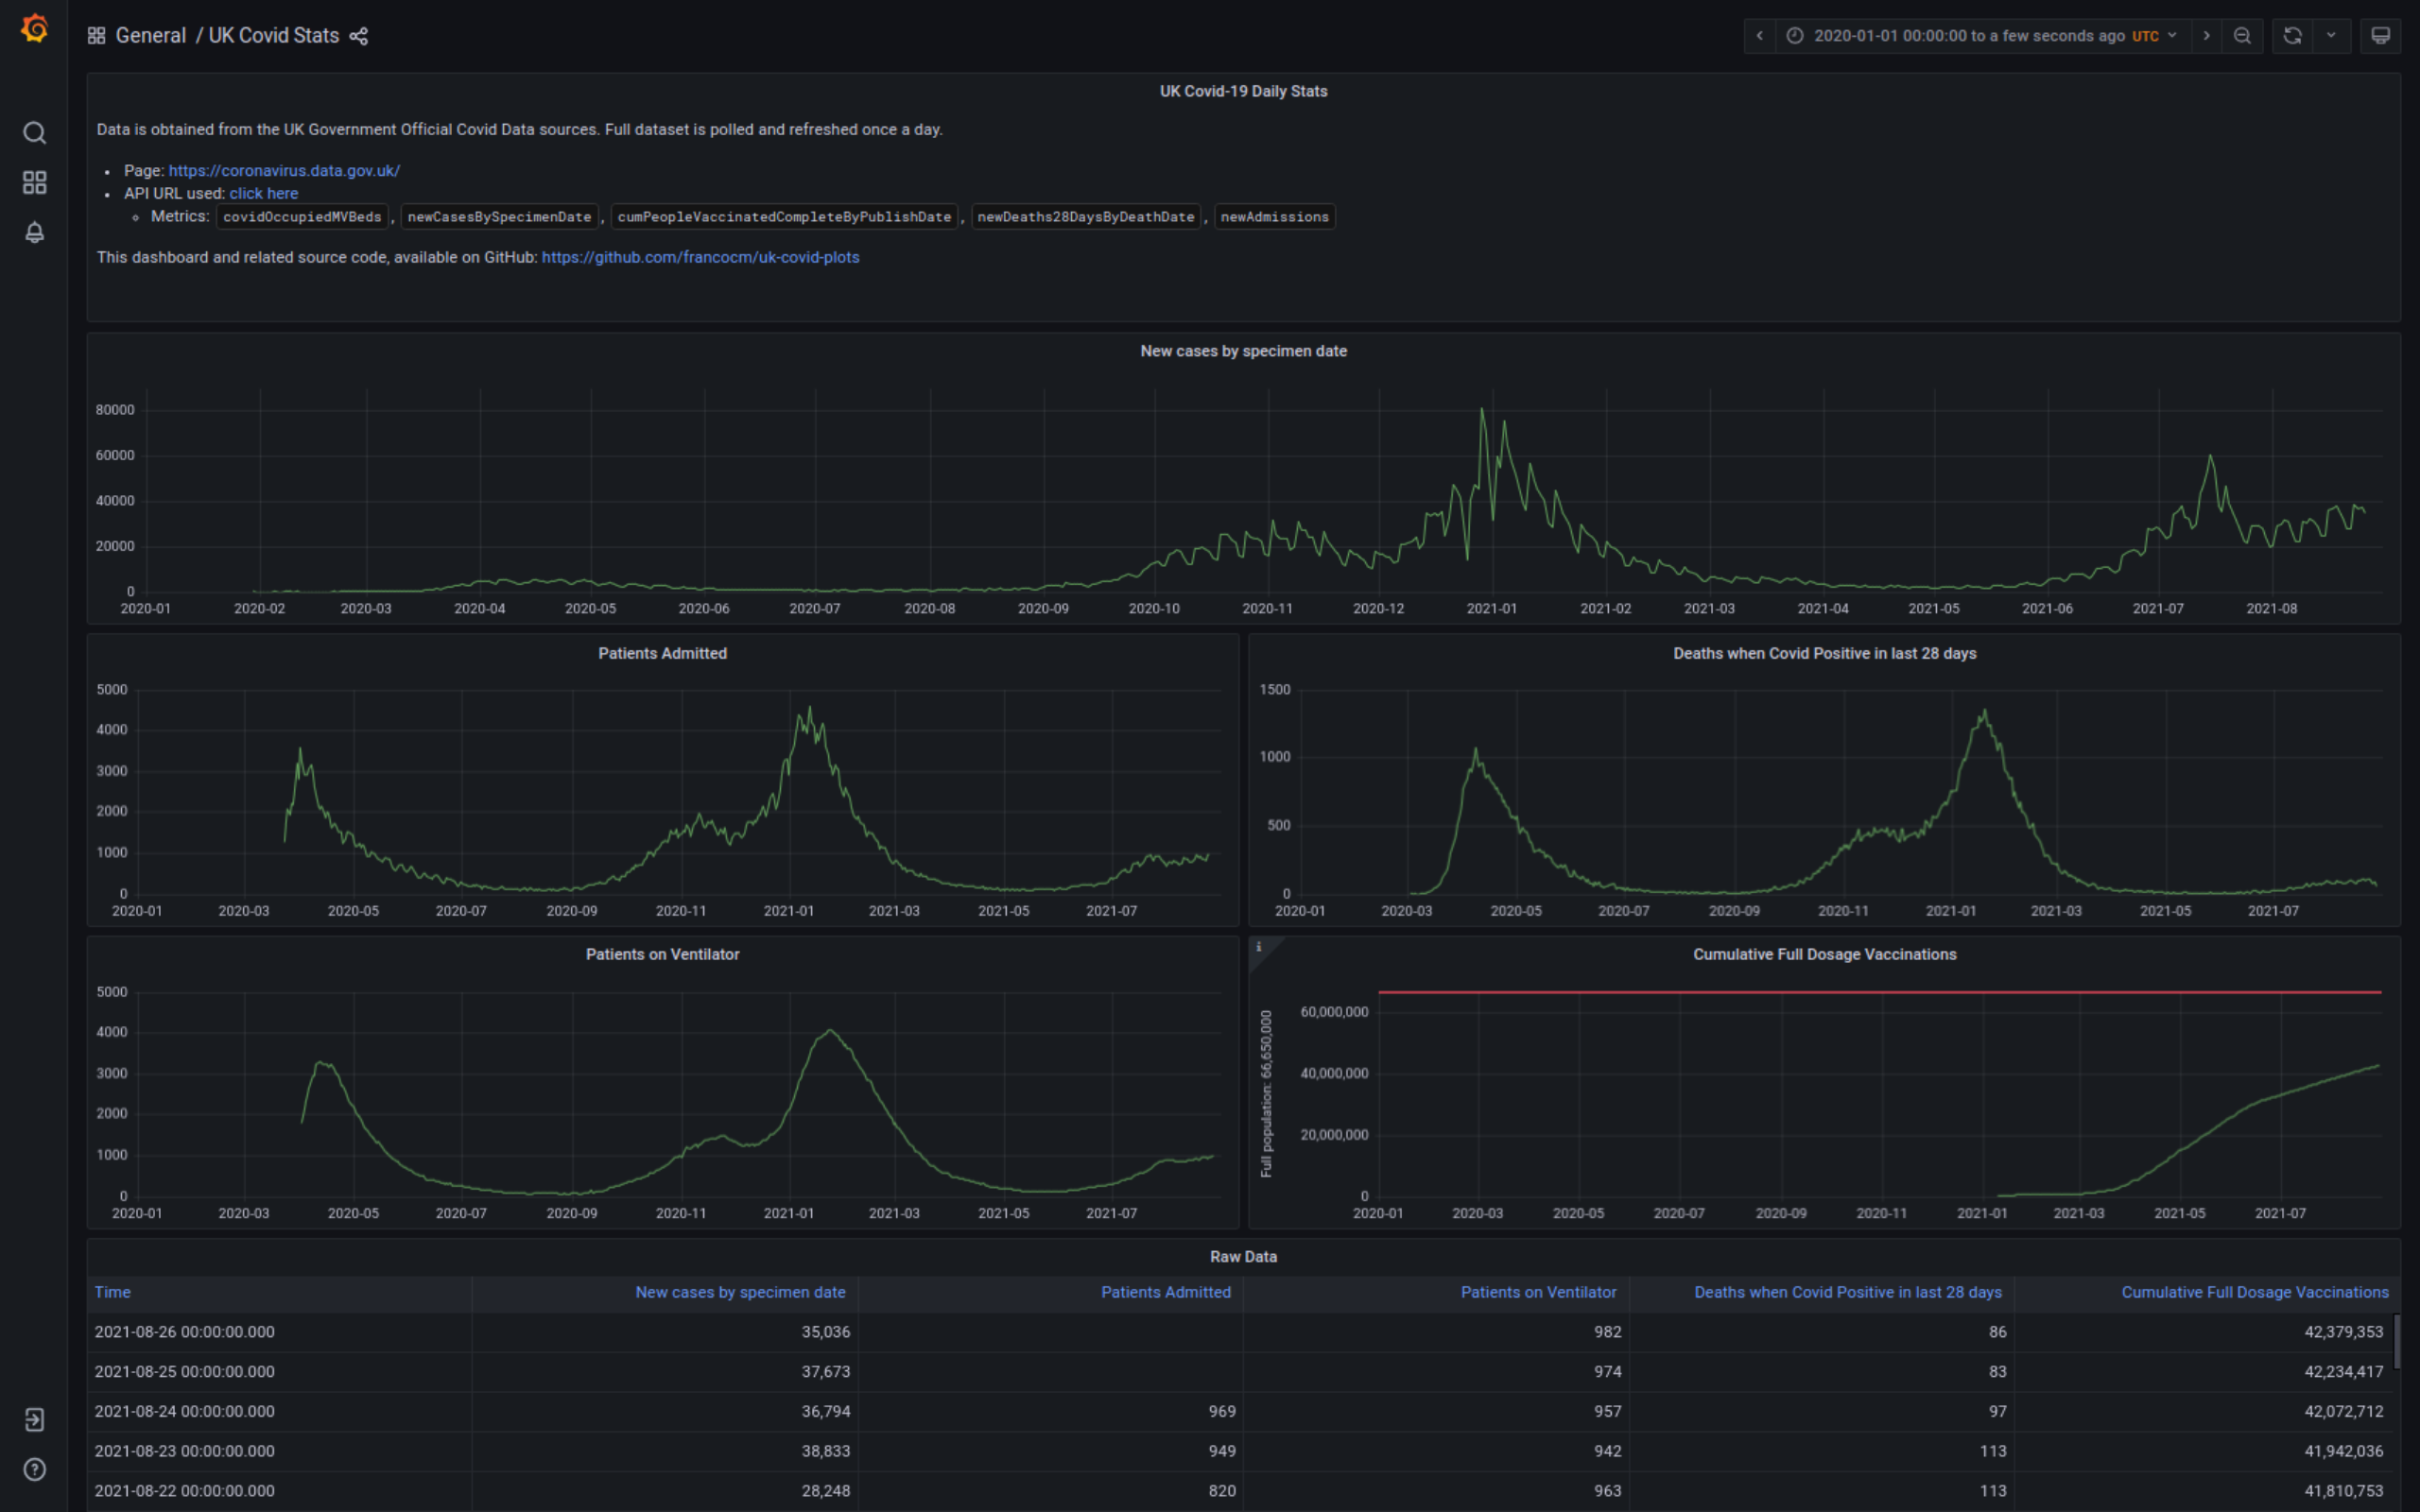 General / UK Covid Stats
2020-01-01 00:00:00 to a few seconds ago UTC
UK Covid-19 Daily Stats
Data is obtained from the UK Government Official Covid Data sources. Full dataset is polled and refreshed once a day.
Page: https://coronavirus.data.gov.uk/
API URL used: click here
Metrics: covidOccupiedMVBeds , newCasesBySpecimenDate , cumPeopleVaccinatedCompleteByPublishDate , newDeaths28DaysByDeathDate , newAdmissions
This dashboard and related source code, available on GitHub: https://github.com/francocm/uk-covid-plots
New cases by specimen date
80000
60000
40000
20000
0
2020-01 2020-02 2020-03 2020-04 2020-05 2020-06 2020-07 2020-08 2020-09 2020-10 2020-11 2020-12 2021-01 2021-02 2021-03 2021-04 2021-05 2021-06 2021-07 2021-08
Patients Admitted
5000
4000
3000
2000
1000
0
2020-01 2020-03 2020-05 2020-07 2020-09 2020-11 2021-01 2021-03 2021-05 2021-07
Deaths when Covid Positive in last 28 days
1500
1000
500
0
2020-01 2020-03 2020-05 2020-07 2020-09 2020-11 2021-01 2021-03 2021-05 2021-07
Patients on Ventilator
5000
4000
3000
2000
1000
0
2020-01 2020-03 2020-05 2020-07 2020-09 2020-11 2021-01 2021-03 2021-05 2021-07
i
Cumulative Full Dosage Vaccinations
Full population: 66,650,000
60,000,000
40,000,000
20,000,000
0
2020-01 2020-03 2020-05 2020-07 2020-09 2020-11 2021-01 2021-03 2021-05 2021-07
Raw Data
Time New cases by specimen date Patients Admitted Patients on Ventilator Deaths when Covid Positive in last 28 days Cumulative Full Dosage Vaccinations
2021-08-26 00:00:00.000 35,036 982 86 42,379,353
2021-08-25 00:00:00.000 37,673 974 83 42,234,417
2021-08-24 00:00:00.000 36,794 969 957 97 42,072,712
2021-08-23 00:00:00.000 38,833 949 942 113 41,942,036
2021-08-22 00:00:00.000 28,248 820 963 113 41,810,753